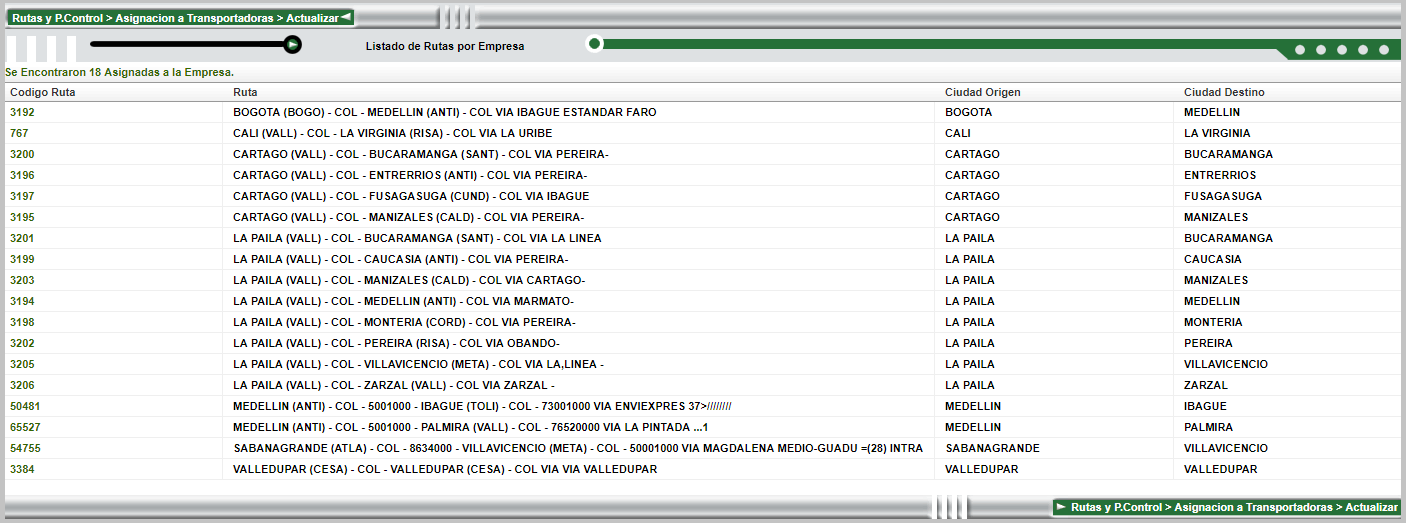 Rutas y P.Control > Asignacion a Transportadoras > Actualizar
Listado de Rutas por Empresa
Se Encontraron 18 Asignadas a la Empresa.
Codigo Ruta Ruta Ciudad Origen Ciudad Destino
3192 BOGOTA (BOGO) - COL - MEDELLIN (ANTI) - COL VIA IBAGUE ESTANDAR FARO BOGOTA MEDELLIN
767 CALI (VALL) - COL - LA VIRGINIA (RISA) - COL VIA LA URIBE CALI LA VIRGINIA
3200 CARTAGO (VALL) - COL - BUCARAMANGA (SANT) - COL VIA PEREIRA- CARTAGO BUCARAMANGA
3196 CARTAGO (VALL) - COL - ENTRERRIOS (ANTI) - COL VIA PEREIRA- CARTAGO ENTRERRIOS
3197 CARTAGO (VALL) - COL - FUSAGASUGA (CUND) - COL VIA IBAGUE CARTAGO FUSAGASUGA
3195 CARTAGO (VALL) - COL - MANIZALES (CALD) - COL VIA PEREIRA- CARTAGO MANIZALES
3201 LA PAILA (VALL) - COL - BUCARAMANGA (SANT) - COL VIA LA LINEA LA PAILA BUCARAMANGA
3199 LA PAILA (VALL) - COL - CAUCASIA (ANTI) - COL VIA PEREIRA- LA PAILA CAUCASIA
3203 LA PAILA (VALL) - COL - MANIZALES (CALD) - COL VIA CARTAGO- LA PAILA MANIZALES
3194 LA PAILA (VALL) - COL - MEDELLIN (ANTI) - COL VIA MARMATO- LA PAILA MEDELLIN
3198 LA PAILA (VALL) - COL - MONTERIA (CORD) - COL VIA PEREIRA- LA PAILA MONTERIA
3202 LA PAILA (VALL) - COL - PEREIRA (RISA) - COL VIA OBANDO- LA PAILA PEREIRA
3205 LA PAILA (VALL) - COL - VILLAVICENCIO (META) - COL VIA LA,LINEA - LA PAILA VILLAVICENCIO
3206 LA PAILA (VALL) - COL - ZARZAL (VALL) - COL VIA ZARZAL - LA PAILA ZARZAL
50481 MEDELLIN (ANTI) - COL - 5001000 - IBAGUE (TOLI) - COL - 73001000 VIA ENVIEXPRES 37>//////// MEDELLIN IBAGUE
65527 MEDELLIN (ANTI) - COL - 5001000 - PALMIRA (VALL) - COL - 76520000 VIA LA PINTADA ...1 MEDELLIN PALMIRA
54755 SABANAGRANDE (ATLA) - COL - 8634000 - VILLAVICENCIO (META) - COL - 50001000 VIA MAGDALENA MEDIO-GUADU =(28) INTRA SABANAGRANDE VILLAVICENCIO
3384 VALLEDUPAR (CESA) - COL - VALLEDUPAR (CESA) - COL VIA VIA VALLEDUPAR VALLEDUPAR VALLEDUPAR
Rutas y P.Control > Asignacion a Transportadoras > Actualizar